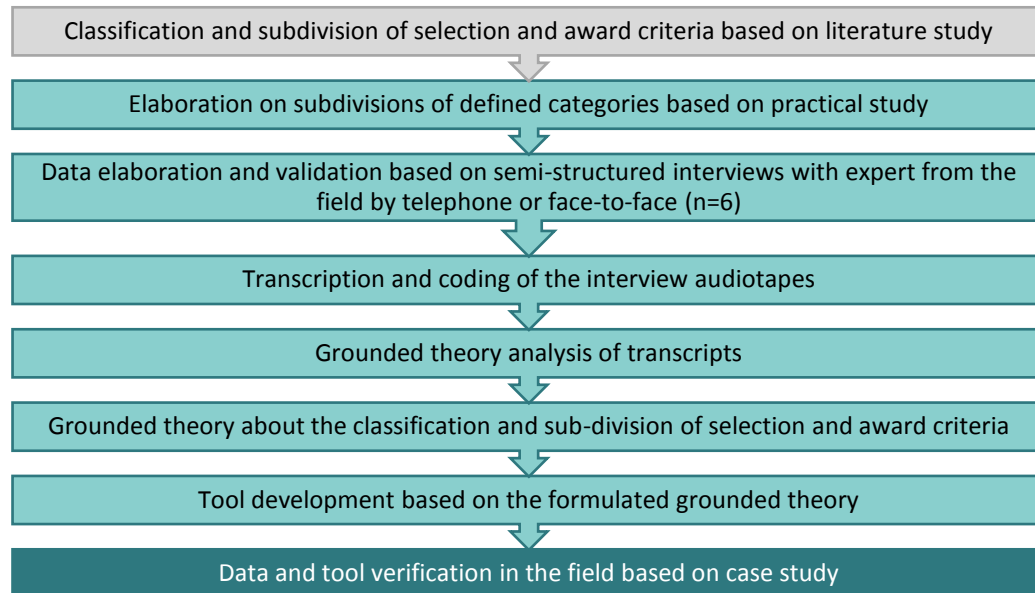 Classification and subdivision of selection and award criteria based on literature study
Elaboration on subdivisions of defined categories based on practical study
Data elaboration and validation based on semi-structured interviews with expert from the
field by telephone or face-to-face (n=6)
Transcription and coding of the interview audiotapes
Grounded theory analysis of transcripts
Grounded theory about the classification and sub-division of selection and award criteria
Tool development based on the formulated grounded theory
Data and tool verification in the field based on case study